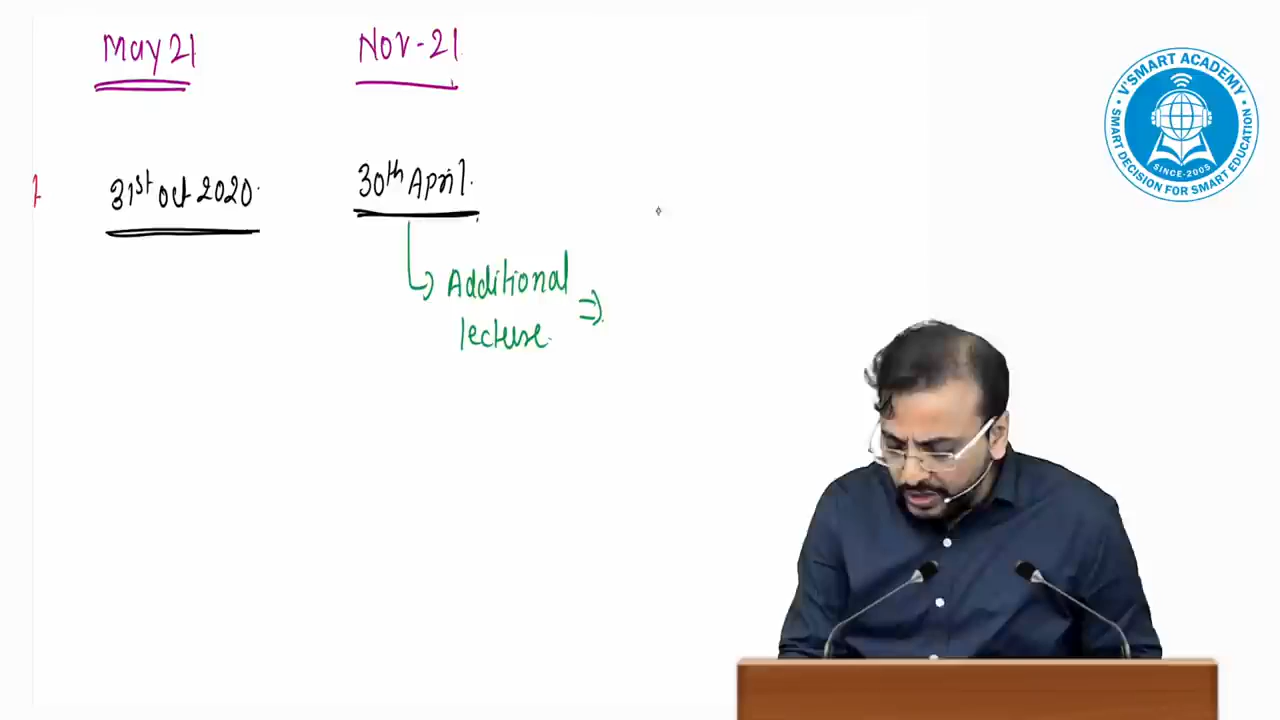 May 21
Nov-21
31st Oct 2020.
30th April.
Additional
lecture.
V'SMART ACADEMY
SMART DECISION FOR SMART EDUCATION
SINCE-2005